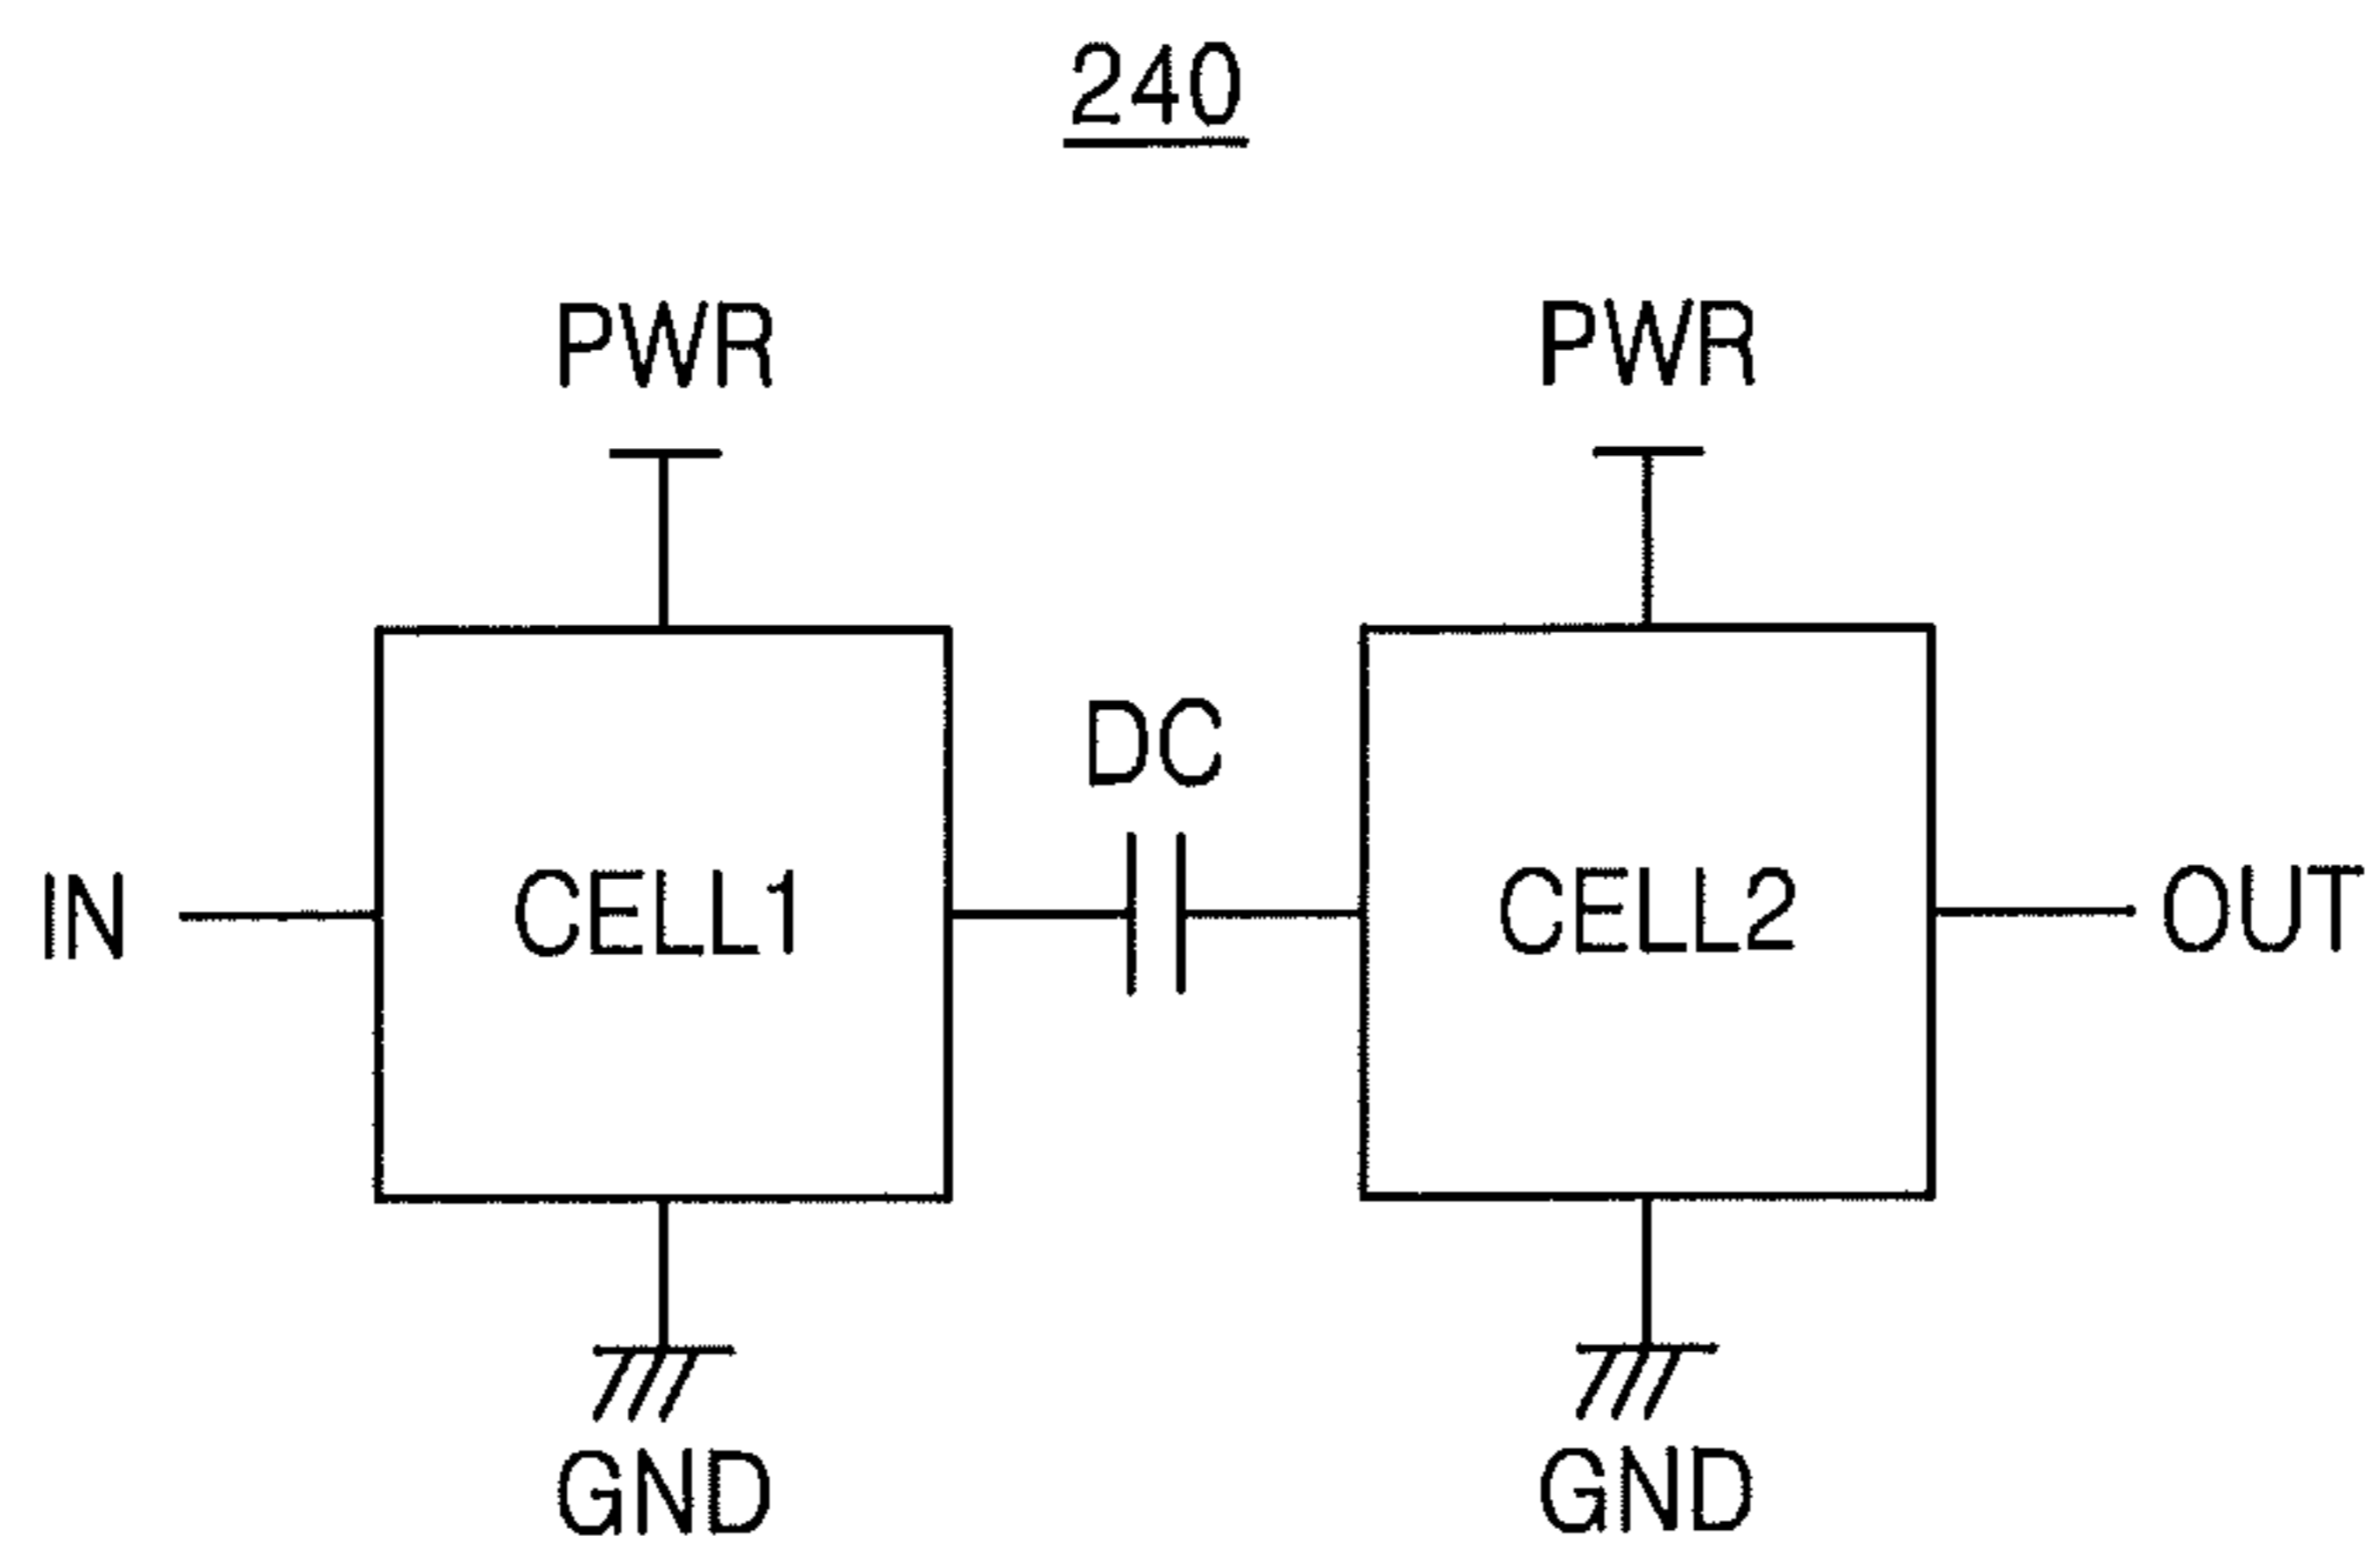 240
PWR PWR
DC
IN CELL1 CELL2 OUT
GND GND